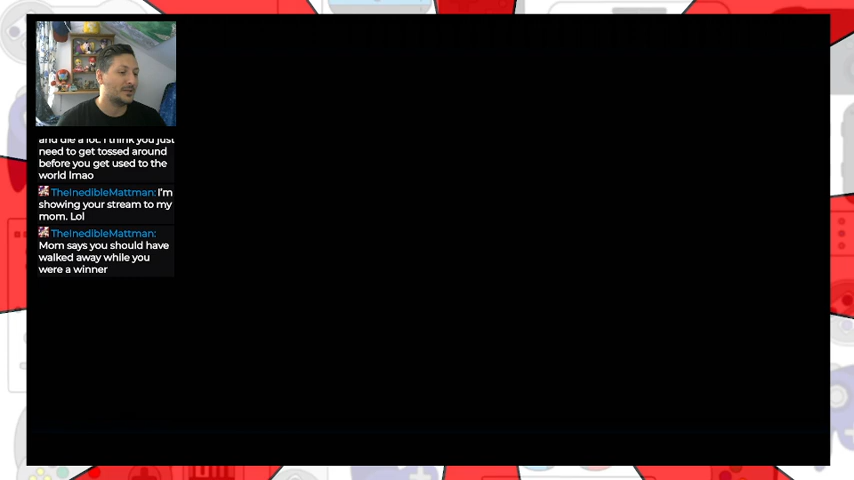 and die a lot. I think you just
need to get tossed around
before you get used to the
world lmao
TheInedibleMattman: I'm
showing your stream to my
mom. Lol
TheInedibleMattman:
Mom says you should have
walked away while you
were a winner